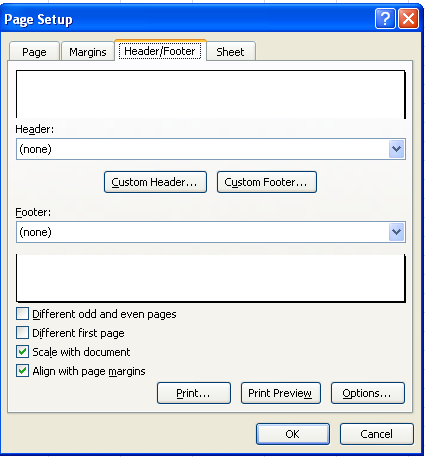 Page Setup
Page Margins Header/Footer Sheet
Header:
(none)
Custom Header... Custom Footer...
Footer:
(none)
Different odd and even pages
Different first page
Scale with document
Align with page margins
Print... Print Preview Options...
OK Cancel